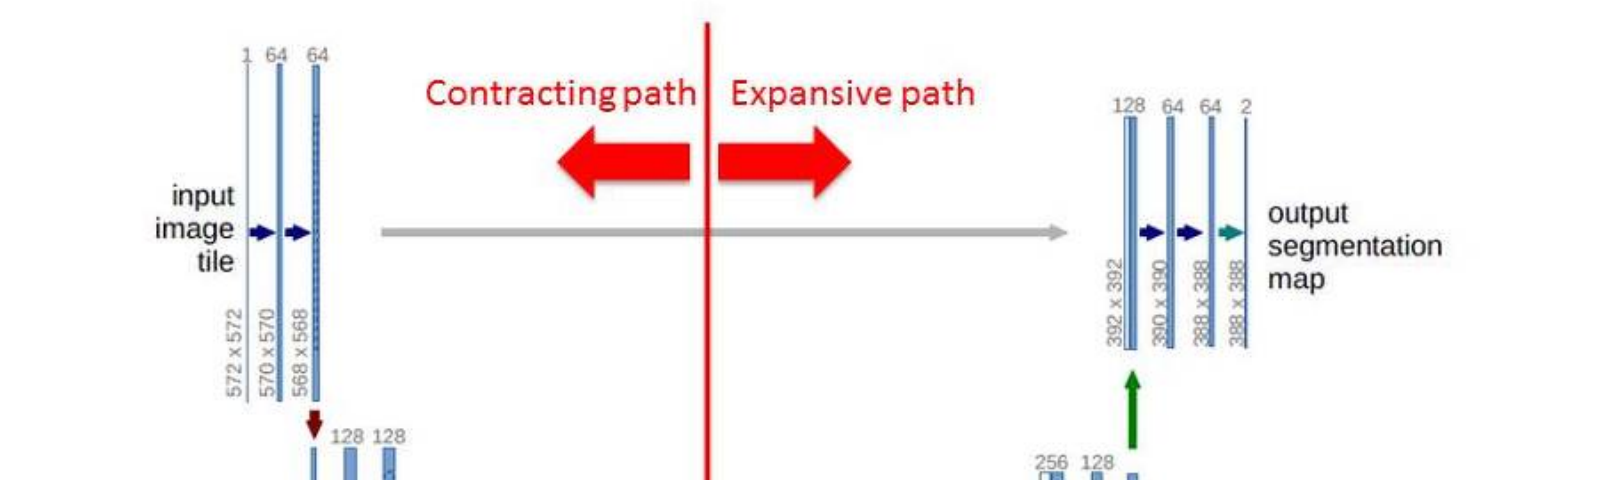 1 64 64
Contracting path
Expansive path
128 64 64 2
input
image
tile
572 x 572
570 x 570
568 x 568
392 x 392
390 x 390
388 x 388
388 x 388
output
segmentation
map
128 128
256 128